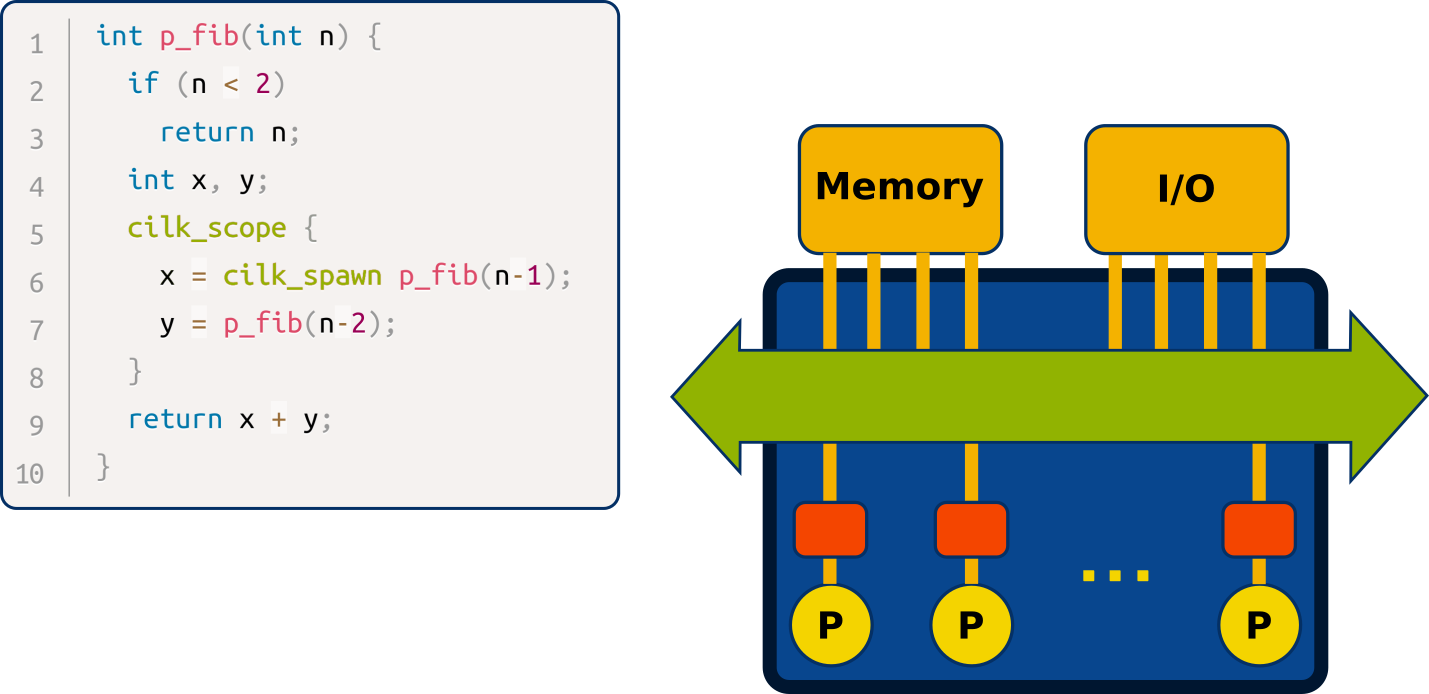 1 int p_fib(int n) {
2   if (n < 2)
3     return n;
4   int x, y;
5   cilk_scope {
6     x = cilk_spawn p_fib(n-1);
7     y = p_fib(n-2);
8   }
9   return x + y;
10 }
Memory
I/O
...
P
P
P